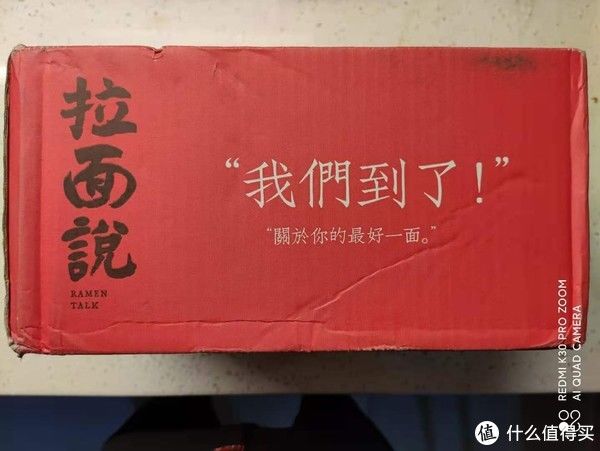 拉面說
RAMEN
TALK
“我們到了！”
“關於你的最好一面。”
REDMI K30 PRO ZOOM
AI QUAD CAMERA
值 什么值得买